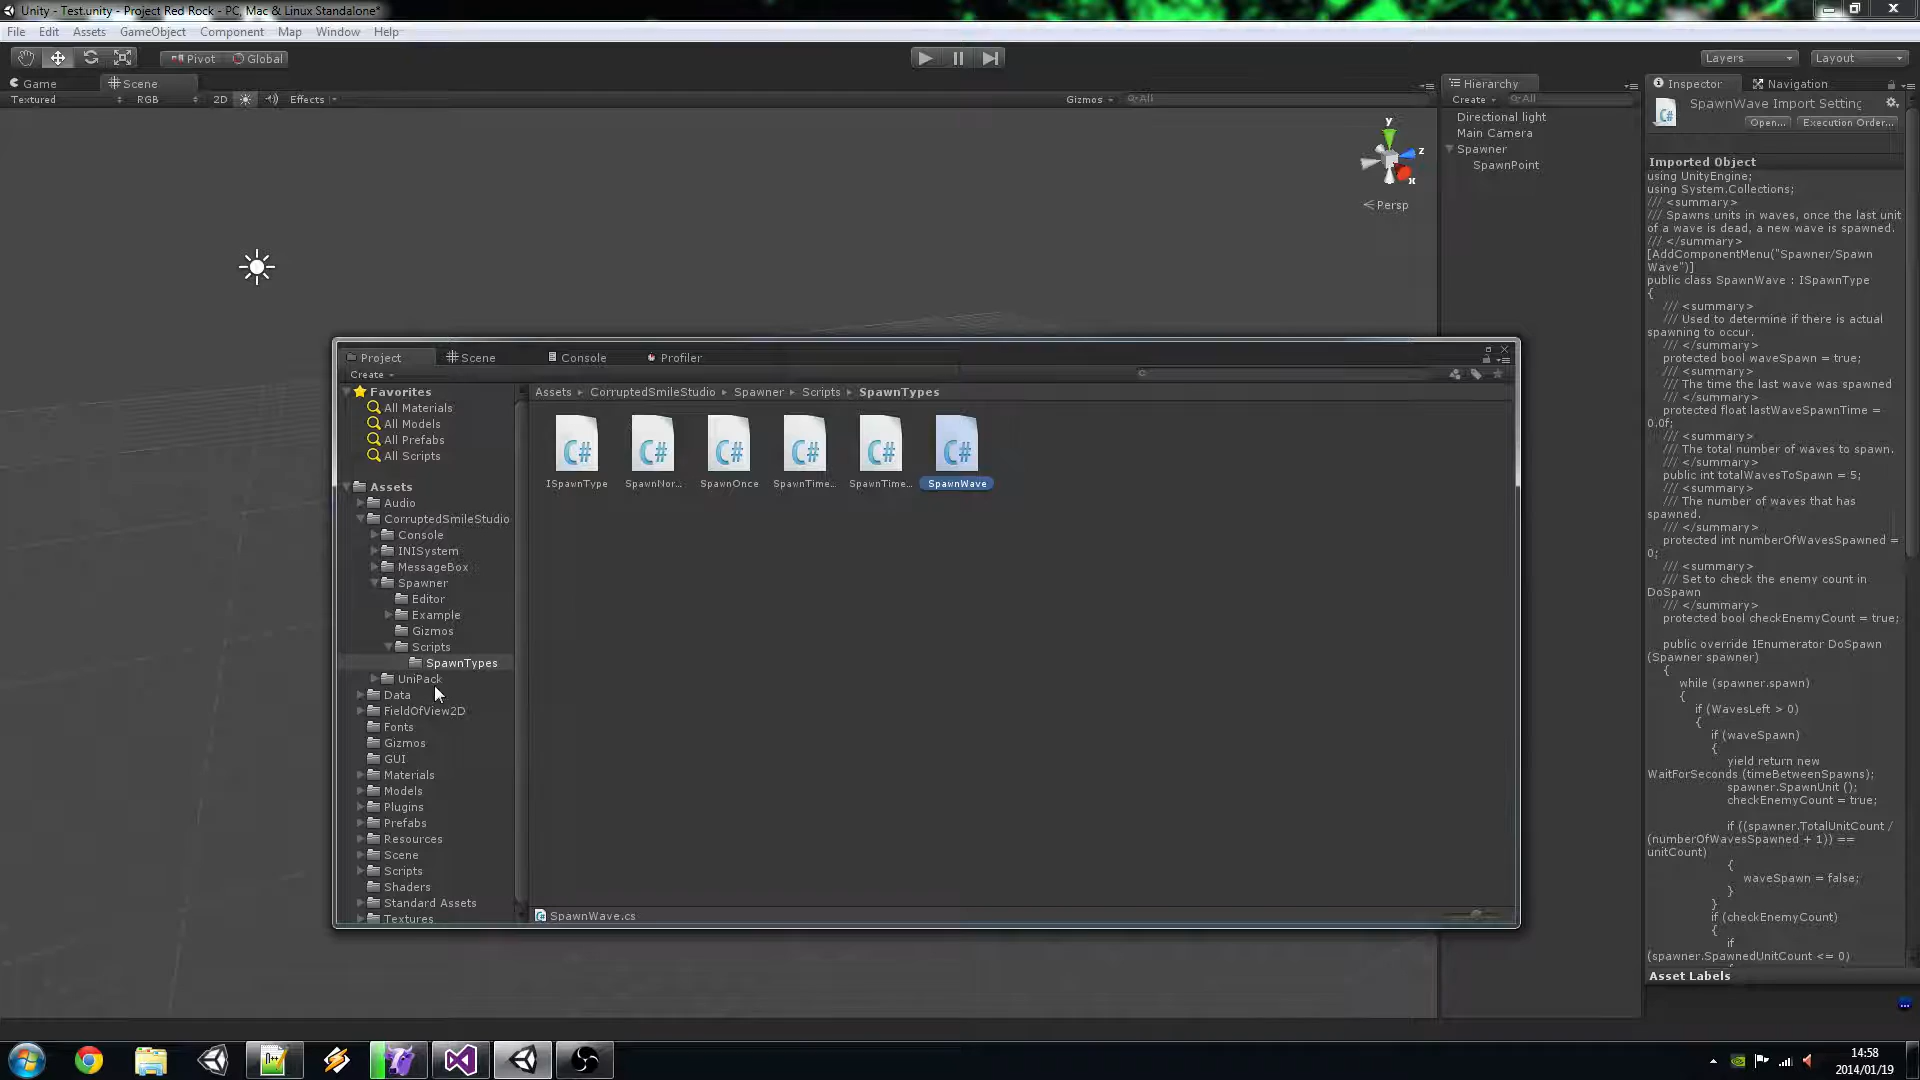 Unity - Test.unity - Project Red Rock - PC, Mac & Linux Standalone*
File Edit Assets GameObject Component Map Window Help
Pivot Global Layers Layout
Game Scene Hierarchy Inspector Navigation
Textured RGB 2D Effects Gizmos All Create All
SpawnWave Import Setting
Open... Execution Order...
Directional light
Main Camera
Spawner
SpawnPoint
y
z
x
Persp
Imported Object
using UnityEngine;
using System.Collections;
/// <summary>
/// Spawns units in waves, once the last unit
of a wave is dead, a new wave is spawned.
/// </summary>
[AddComponentMenu("Spawner/Spawn
Wave")]
public class SpawnWave : ISpawnType
{
/// <summary>
/// Used to determine if there is actual
spawning to occur.
/// </summary>
protected bool waveSpawn = true;
/// <summary>
/// The time the last wave was spawned
/// </summary>
protected float lastWaveSpawnTime =
0.0f;
/// <summary>
/// The total number of waves to spawn.
/// </summary>
public int totalWavesToSpawn = 5;
/// <summary>
/// The number of waves that has
spawned.
/// </summary>
protected int numberOfWavesSpawned =
0;
/// <summary>
/// Set to check the enemy count in
DoSpawn
/// </summary>
protected bool checkEnemyCount = true;
public override IEnumerator DoSpawn
(Spawner spawner)
{
while (spawner.spawn)
{
if (WavesLeft > 0)
{
if (waveSpawn)
{
yield return new
WaitForSeconds (timeBetweenSpawns);
spawner.SpawnUnit ();
checkEnemyCount = true;
if ((spawner.TotalUnitCount /
(numberOfWavesSpawned + 1)) ==
unitCount)
{
waveSpawn = false;
}
}
if (checkEnemyCount)
{
if
(spawner.SpawnedUnitCount <= 0)
Asset Labels
Project Scene Console Profiler
Create
Favorites
All Materials
All Models
All Prefabs
All Scripts
Assets
Audio
CorruptedSmileStudio
Console
INISystem
MessageBox
Spawner
Editor
Example
Gizmos
Scripts
SpawnTypes
UniPack
Data
FieldOfView2D
Fonts
Gizmos
GUI
Materials
Models
Plugins
Prefabs
Resources
Scene
Scripts
Shaders
Standard Assets
Textures
Assets CorruptedSmileStudio Spawner Scripts SpawnTypes
C# C# C# C# C# C#
ISpawnType SpawnNor... SpawnOnce SpawnTime... SpawnTime... SpawnWave
SpawnWave.cs
14:58
2014/01/19